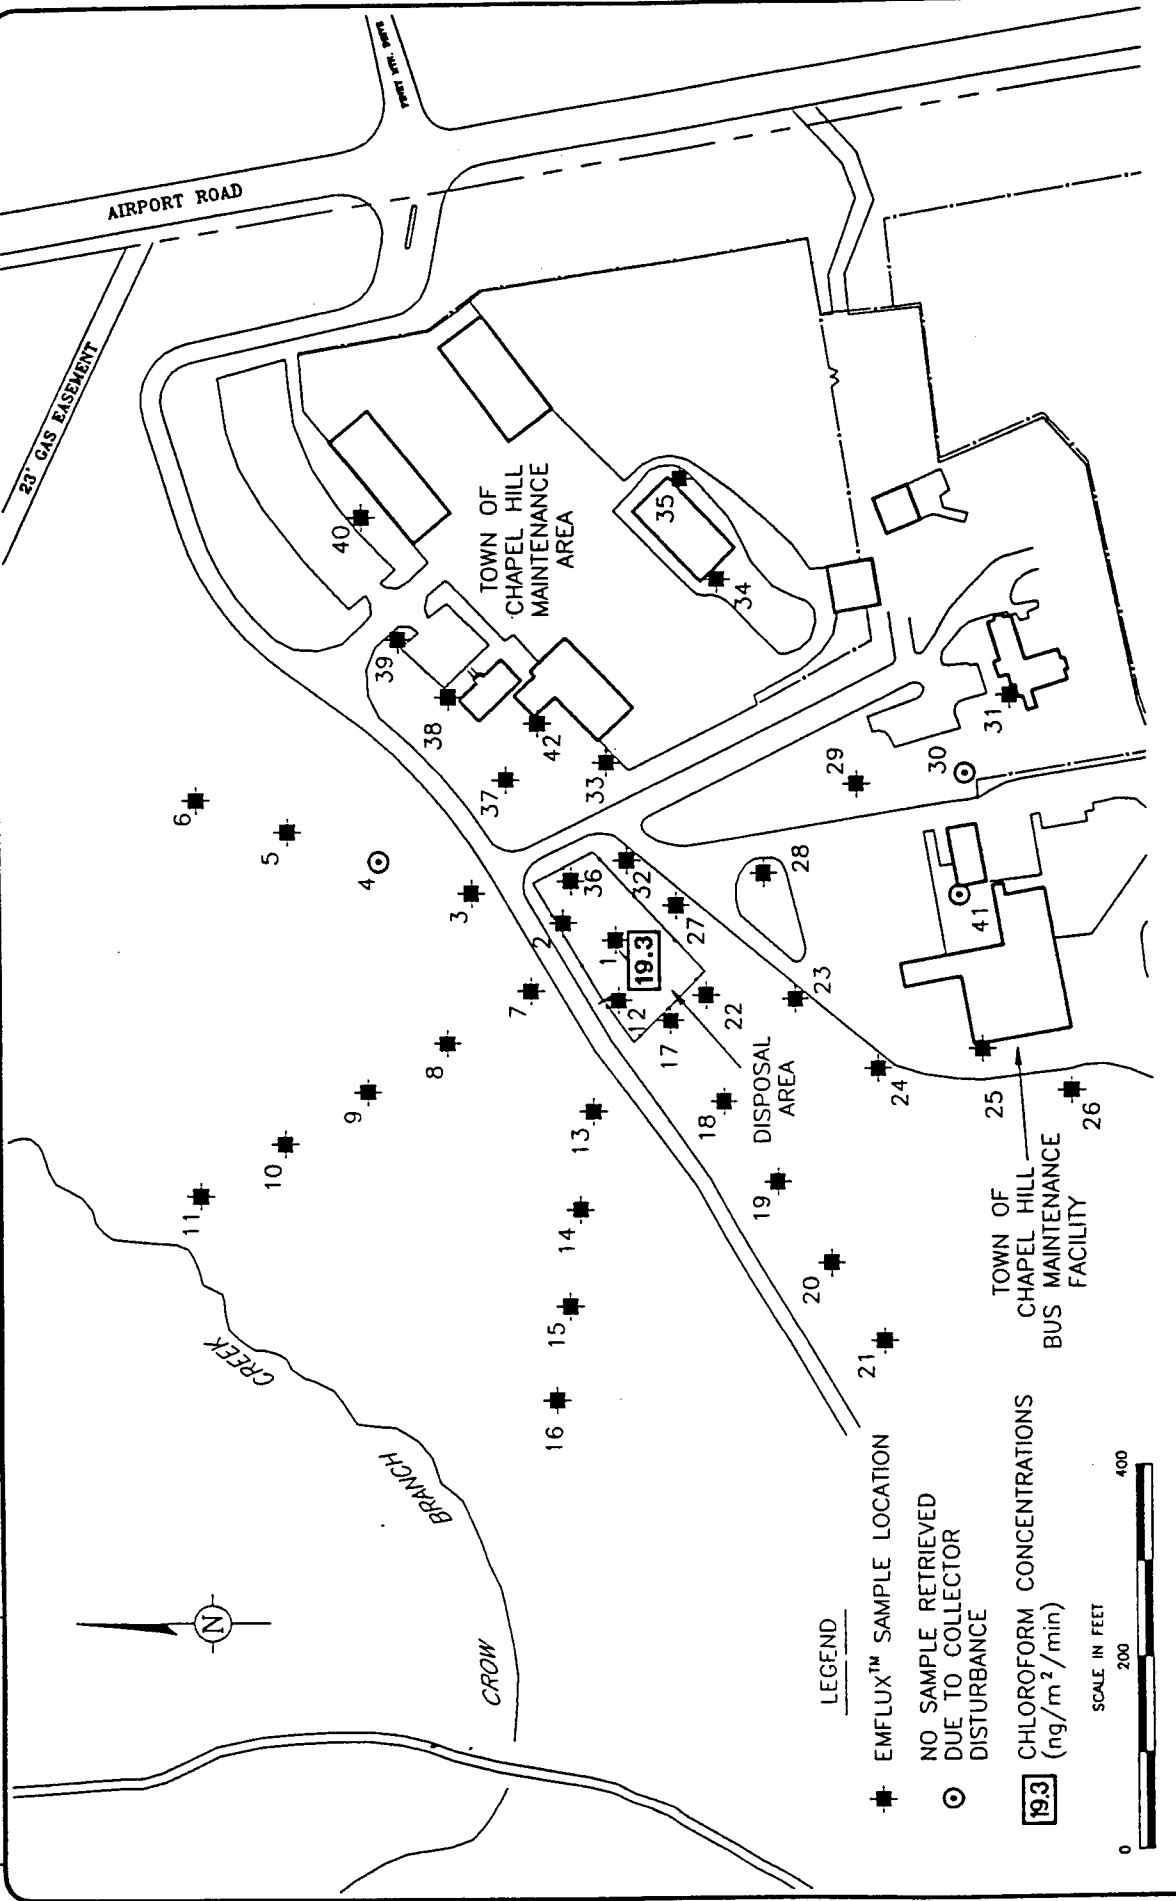 PINEY MTN. DRIVE
AIRPORT ROAD
23' GAS EASEMENT
TOWN OF
CHAPEL HILL
MAINTENANCE
AREA
40
39
38
42
37
33
35
34
31
30
29
28
41
6
5
4
3
2
36
32
1
19.3
27
7
12
17
22
23
8
9
10
11
13
18
DISPOSAL
AREA
24
25
26
14
15
16
19
20
21
TOWN OF
CHAPEL HILL
BUS MAINTENANCE
FACILITY
CROW
BRANCH
CREEK
N
LEGEND
EMFLUX™ SAMPLE LOCATION
NO SAMPLE RETRIEVED
DUE TO COLLECTOR
DISTURBANCE
19.3
CHLOROFORM CONCENTRATIONS
(ng/m²/min)
SCALE IN FEET
0 200 400